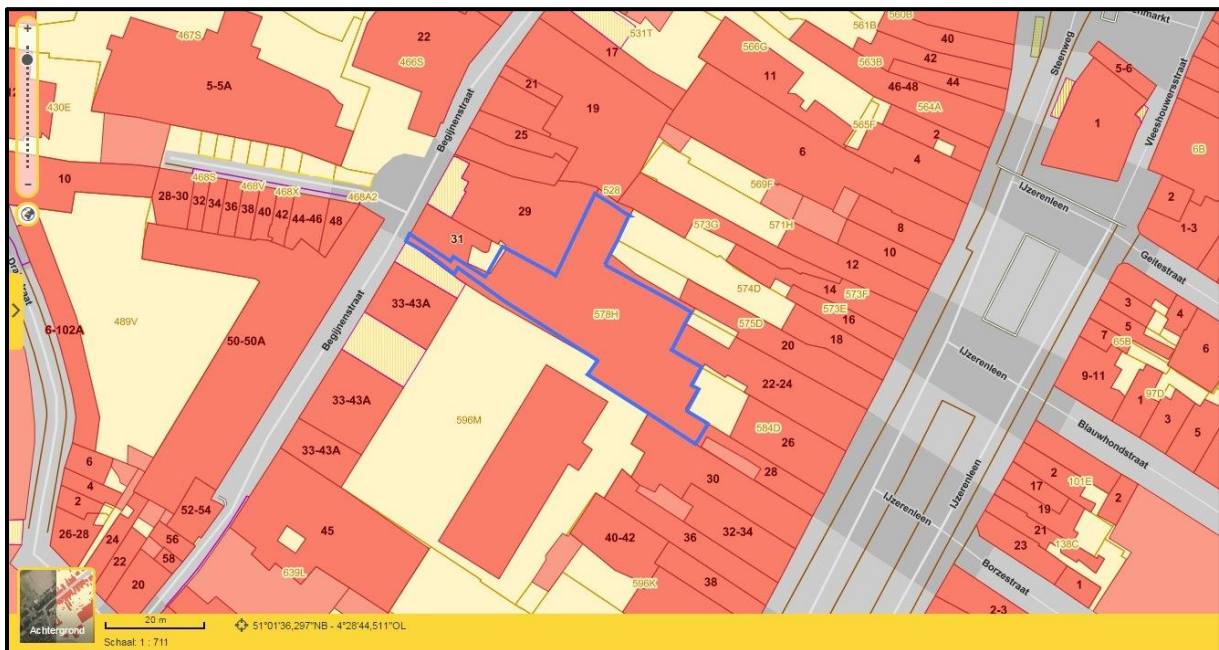 467S
22
466S
531T
17
561B
560B
40
42
563B
46-48
44
564A
566G
11
Steenweg
5-6
Vleeshouwersstraat
5-5A
430E
21
19
25
565F
2
1
6B
4
6
Begijnenstraat
10
28-30
32
34
36
38
40
42
44-46
48
468S
468V
468X
468A2
29
528
569F
571H
573G
8
10
12
IJzerenleen
2
1-3
Geitestraat
31
574D
14
573F
573E
16
578H
575D
18
20
3
4
5
7
65B
6
489V
6-102A
50-50A
Begijnenstraat
33-43A
22-24
IJzerenleen
9-11
97D
1
3
5
33-43A
596M
584D
26
Blauwhondstraat
33-43A
28
30
2
101E
17
2
6
4
2
52-54
26-28
24
56
22
58
20
45
639L
40-42
36
32-34
38
596K
IJzerenleen
IJzerenleen
19
21
23
138C
1
Borzestraat
2-3
Achtergrond
20 m
51°01'36,297"NB - 4°28'44,511"OL
Schaal: 1 : 711